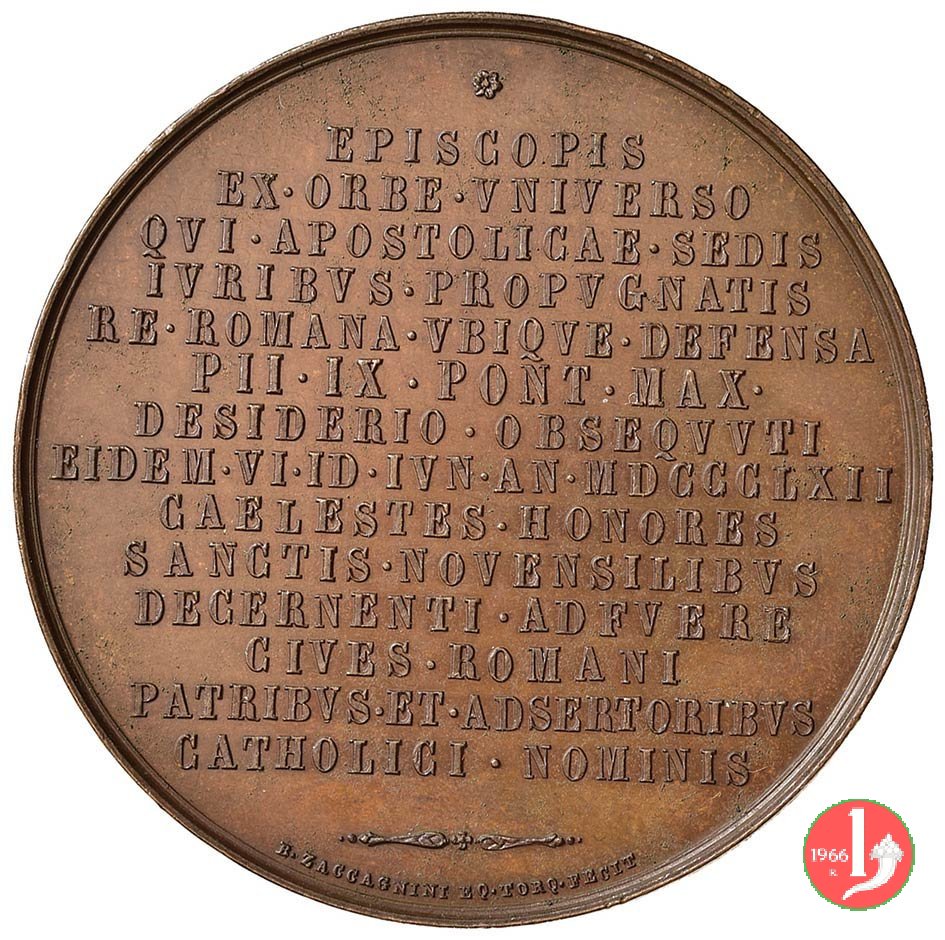 EPISCOPIS
EX·ORBE·VNIVERSO
QVI·APOSTOLICAE·SEDIS
IVRIBVS·PROPVGNATIS
RE·ROMANA·VBIQVE·DEFENSA
PII·IX·PONT·MAX·
DESIDERIO·OBSEQVVTI
EIDEM·VI·ID·IVN·AN·MDCCCLXII
CAELESTES·HONORES
SANCTIS·NOVENSILIBVS
DECERNENTI·ADFVERE
CIVES·ROMANI
PATRIBVS·ET·ADSERTORIBVS
CATHOLICI·NOMINIS
B. ZACCAGNINI EQ·TORQ·FECIT
1966
R
1